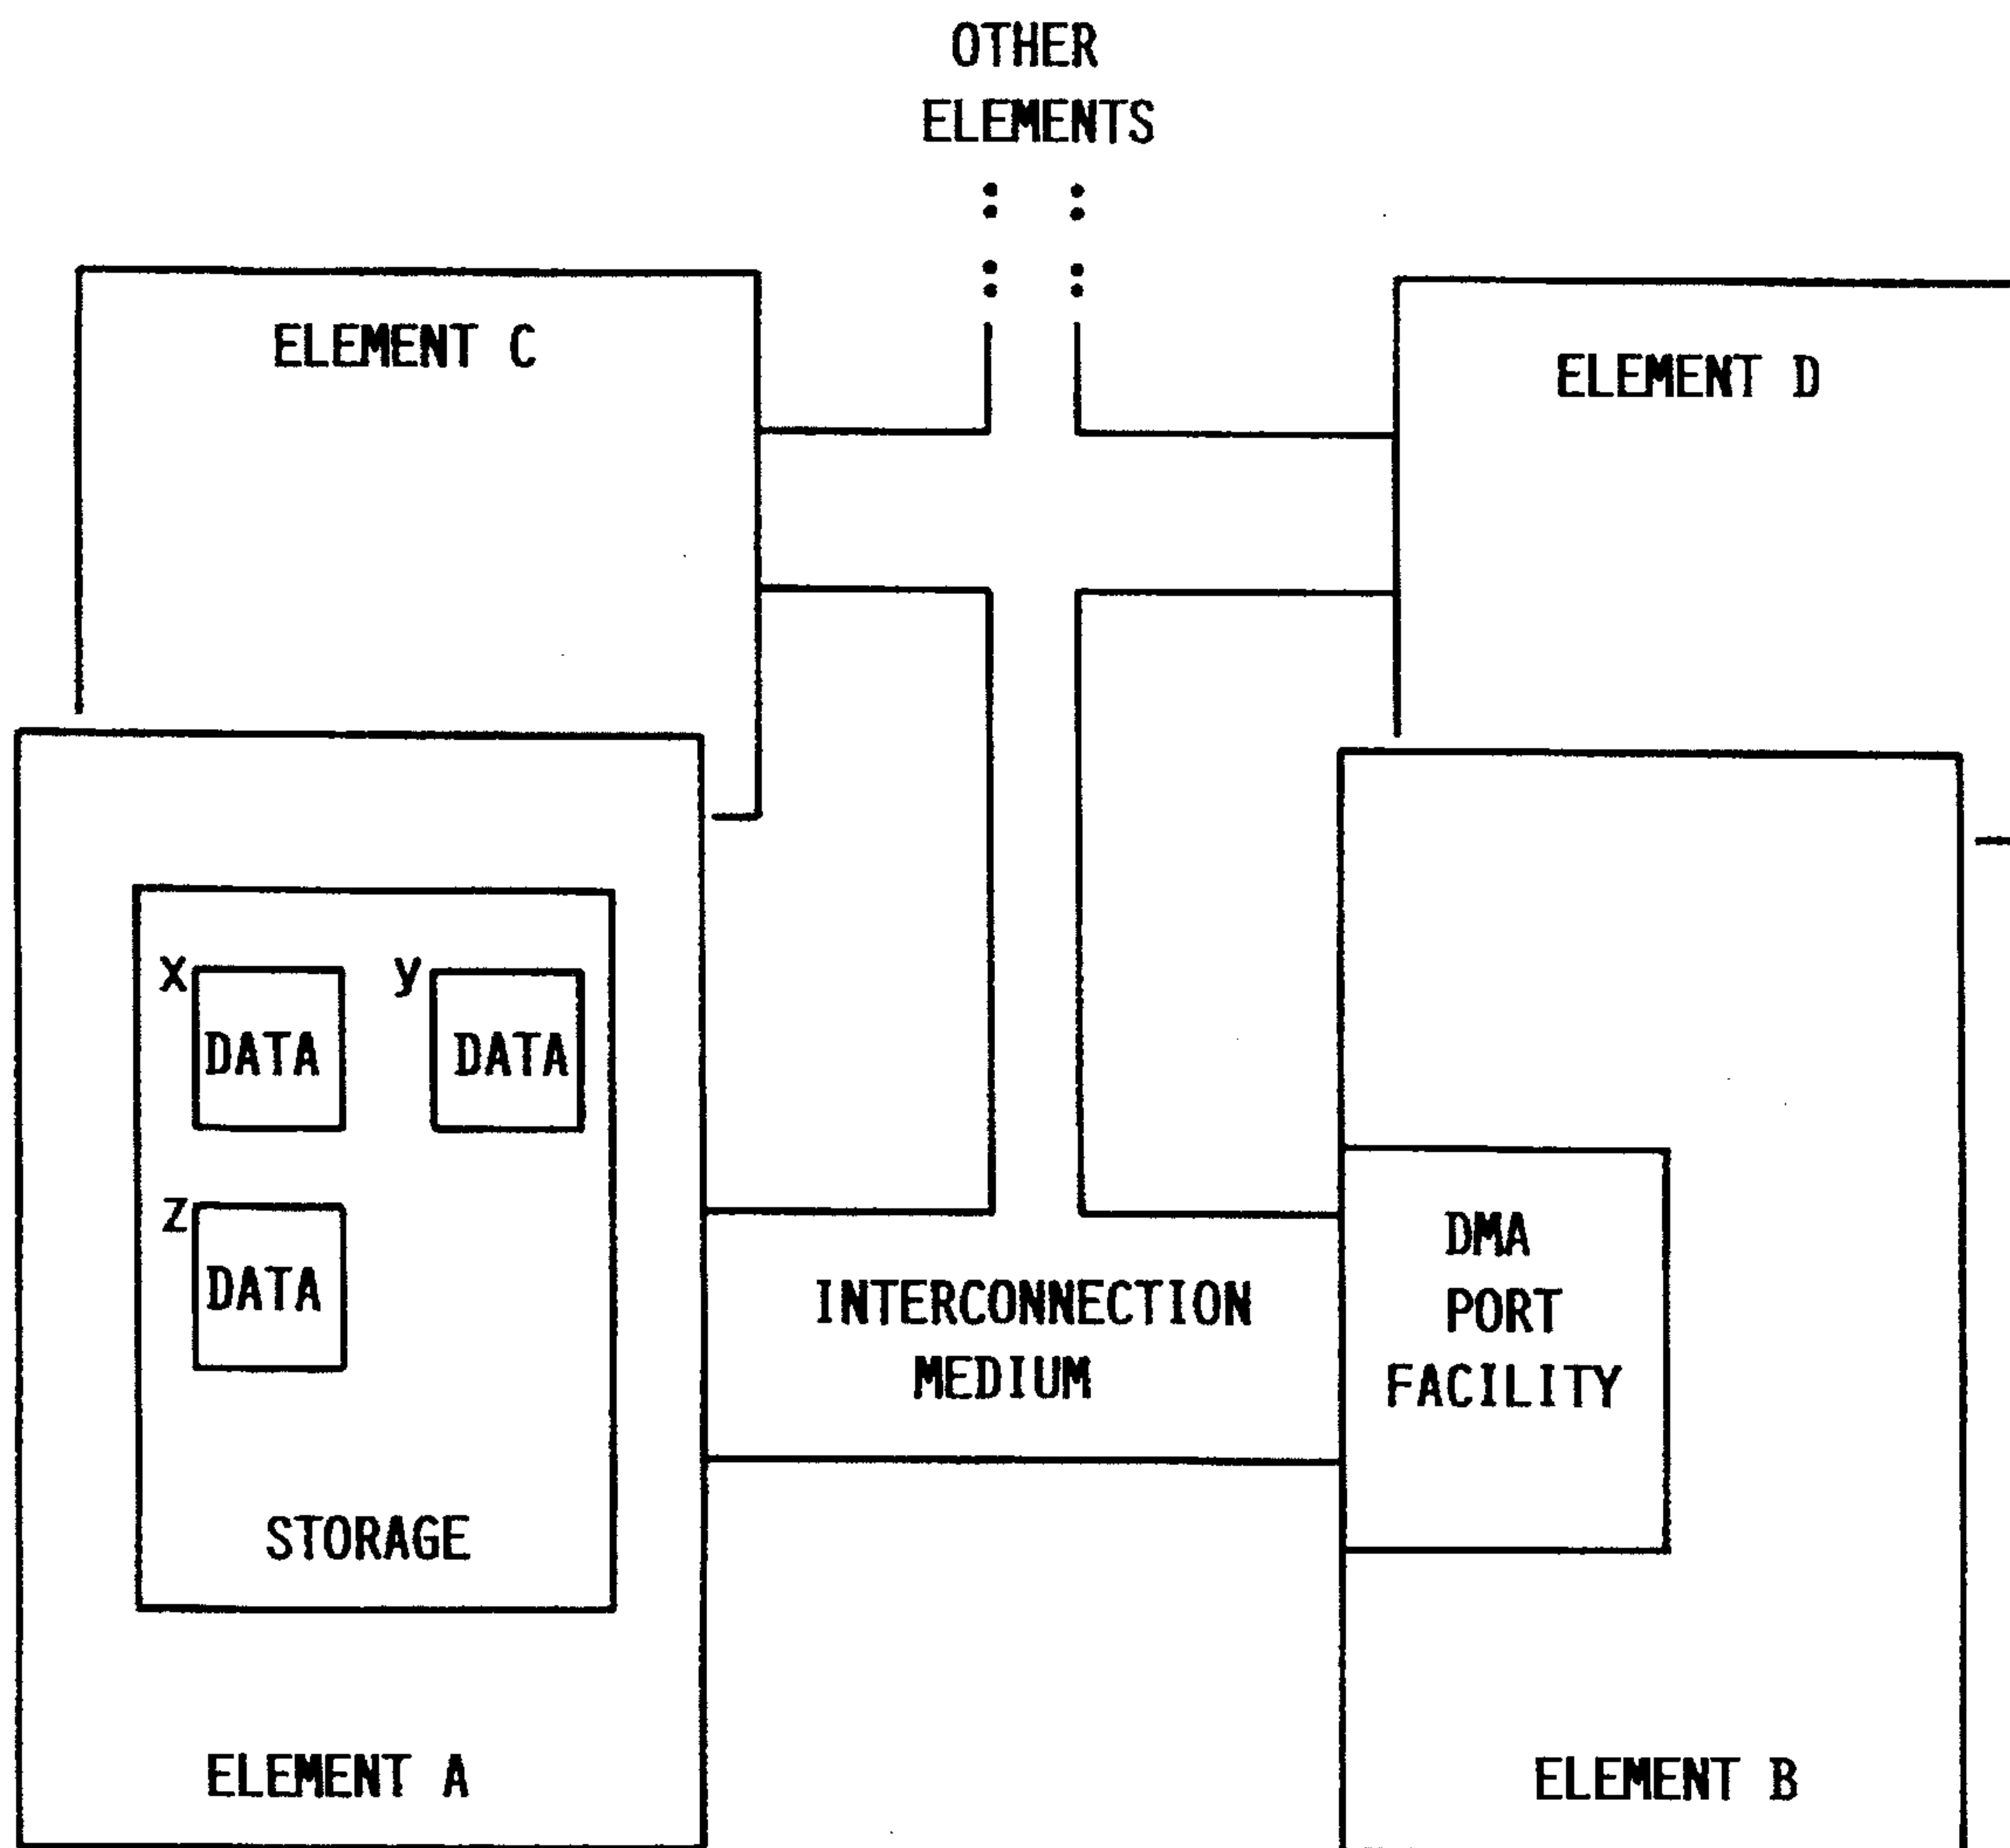 OTHER
ELEMENTS
ELEMENT C
ELEMENT D
x
y
DATA
DATA
z
DATA
STORAGE
ELEMENT A
INTERCONNECTION
MEDIUM
DMA
PORT
FACILITY
ELEMENT B